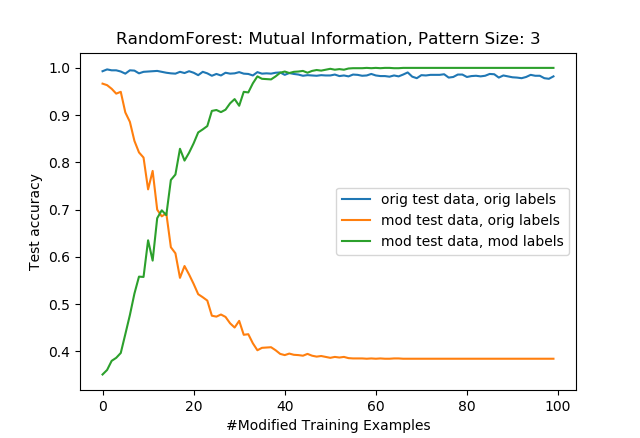 RandomForest: Mutual Information, Pattern Size: 3
1.0
0.9
0.8
0.7
0.6
0.5
0.4
Test accuracy
orig test data, orig labels
mod test data, orig labels
mod test data, mod labels
0 20 40 60 80 100
#Modified Training Examples